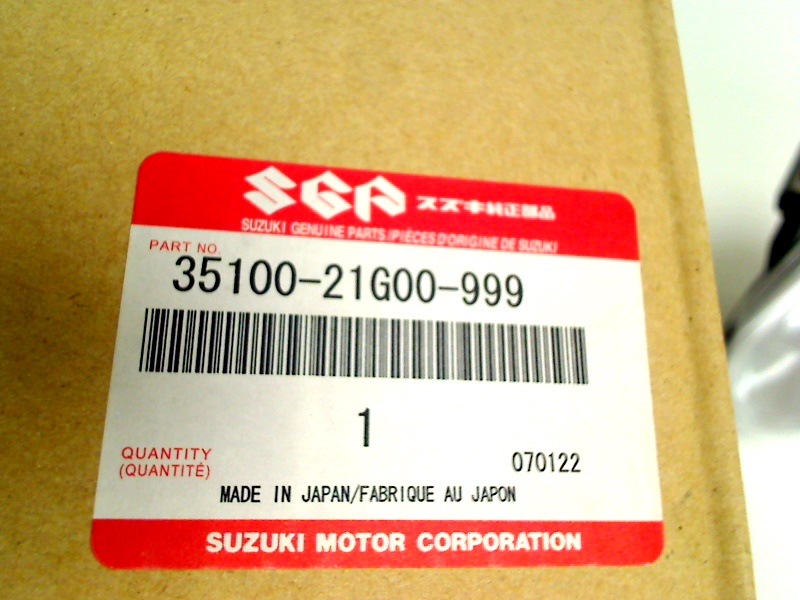 SGP スズキ純正部品
SUZUKI GENUINE PARTS/PIÈCES D'ORIGINE DE SUZUKI
PART NO.
35100-21G00-999
1
QUANTITY
(QUANTITÉ)
070122
MADE IN JAPAN/FABRIQUE AU JAPON
SUZUKI MOTOR CORPORATION